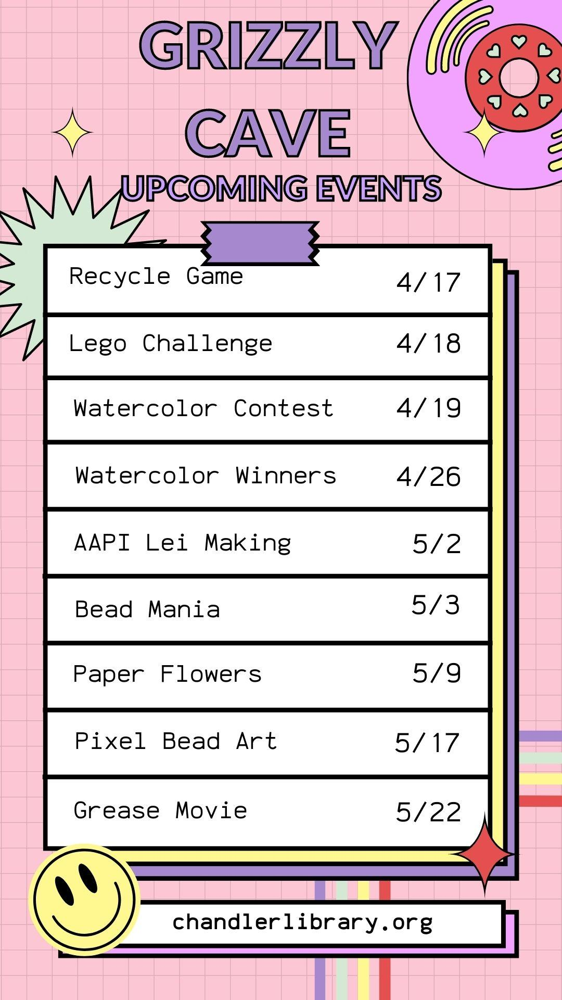 GRIZZLY
CAVE
UPCOMING EVENTS
Recycle Game 4/17
Lego Challenge 4/18
Watercolor Contest 4/19
Watercolor Winners 4/26
AAPI Lei Making 5/2
Bead Mania 5/3
Paper Flowers 5/9
Pixel Bead Art 5/17
Grease Movie 5/22
chandlerlibrary.org